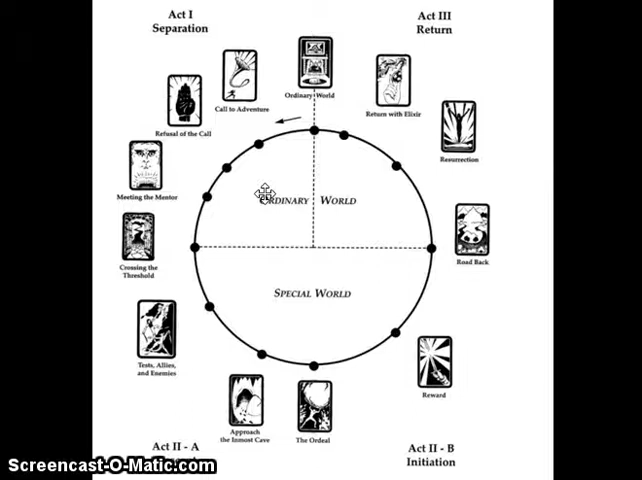 Act I
Separation
Act III
Return
Ordinary World
Call to Adventure
Return with Elixir
Refusal of the Call
Resurrection
Meeting the Mentor
ORDINARY WORLD
Crossing the
Threshold
Road Back
SPECIAL WORLD
Tests, Allies,
and Enemies
Reward
Approach
the Inmost Cave
The Ordeal
Act II - A
Act II - B
Initiation
Screencast-O-Matic.com